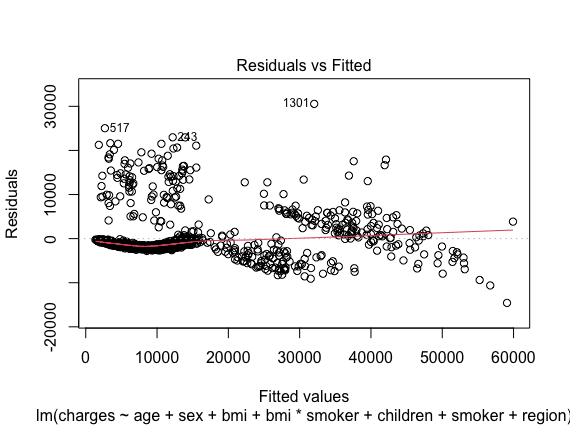 Residuals vs Fitted
Residuals
30000
10000
0
-20000
1301
517
243
0 10000 20000 30000 40000 50000 60000
Fitted values
lm(charges ~ age + sex + bmi + bmi * smoker + children + smoker + region)